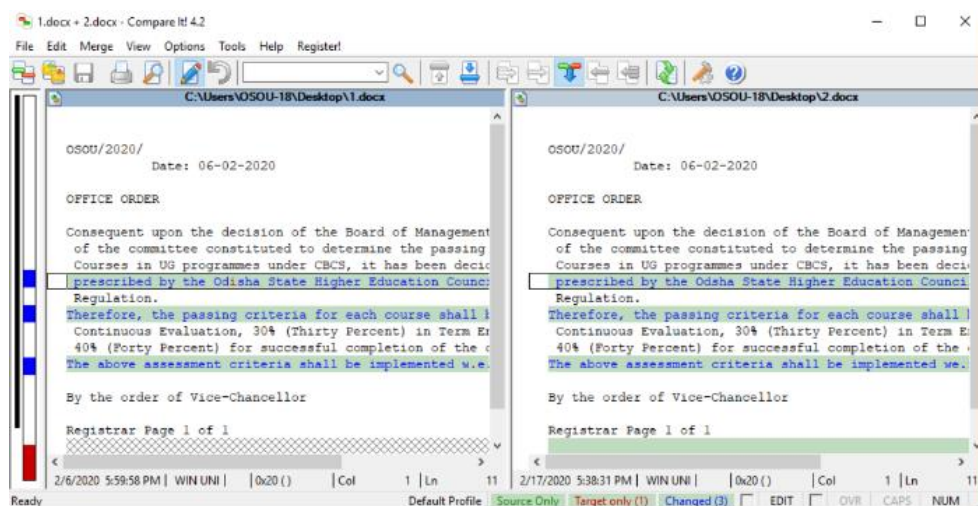 1.docx + 2.docx - Compare It! 4.2
File Edit Merge View Options Tools Help Register!
C:\Users\OSOU-18\Desktop\1.docx
OSOU/2020/
Date: 06-02-2020
OFFICE ORDER
Consequent upon the decision of the Board of Management
of the committee constituted to determine the passing
Courses in UG programmes under CBCS, it has been decid
prescribed by the Odisha State Higher Education Counci
Regulation.
Therefore, the passing criteria for each course shall b
Continuous Evaluation, 30% (Thirty Percent) in Term En
40% (Forty Percent) for successful completion of the c
The above assessment criteria shall be implemented w.e.
By the order of Vice-Chancellor
Registrar Page 1 of 1
2/6/2020 5:59:58 PM | WIN UNI | | 0x20 ( ) | Col 1 | Ln 11
C:\Users\OSOU-18\Desktop\2.docx
OSOU/2020/
Date: 06-02-2020
OFFICE ORDER
Consequent upon the decision of the Board of Managemen
of the committee constituted to determine the passing
Courses in UG programmes under CBCS, it has been deci
prescribed by the Odsha State Higher Education Counci
Regulation.
Therefore, the passing criteria for each course shall
Continuous Evaluation, 30% (Thirty Percent) in Term E
40% (Forty Percent) for successful completion of the
The above assessment criteria shall be implemented we.
By the order of Vice-Chancellor
Registrar Page 1 of 1
2/17/2020 5:38:31 PM | WIN UNI | | 0x20 ( ) | Col 1 | Ln 11
Ready Default Profile Source Only Target only (1) Changed (3) EDIT OVR CAPS NUM